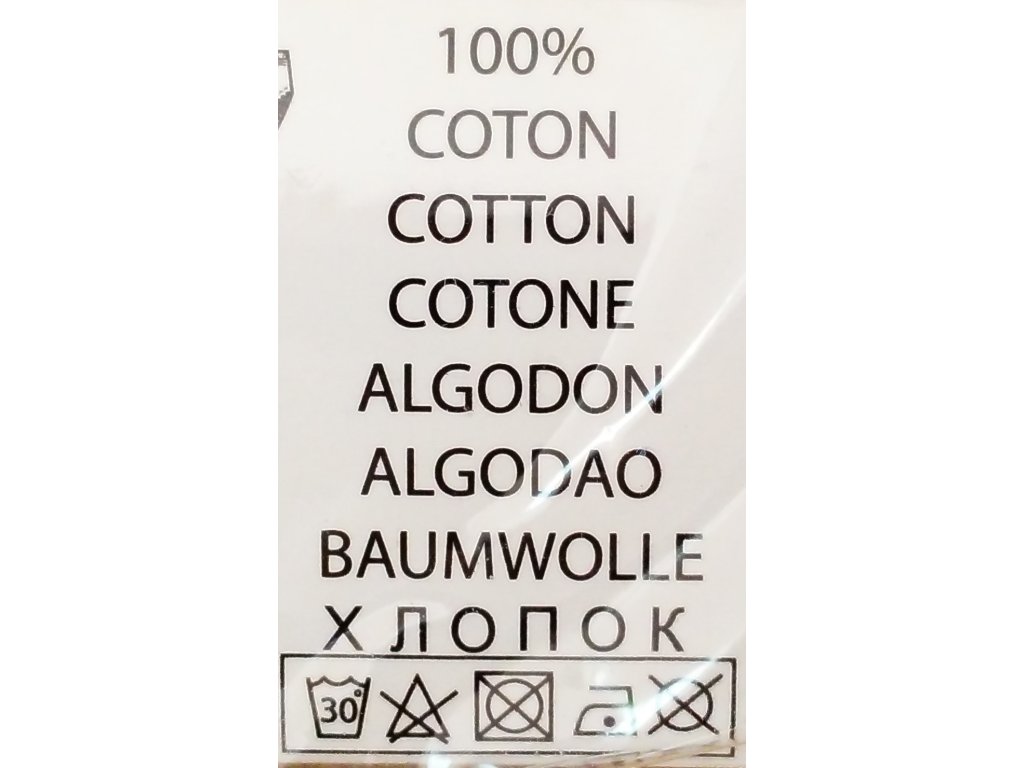 100%
COTON
COTTON
COTONE
ALGODON
ALGODAO
BAUMWOLLE
ХЛОПОК
30°